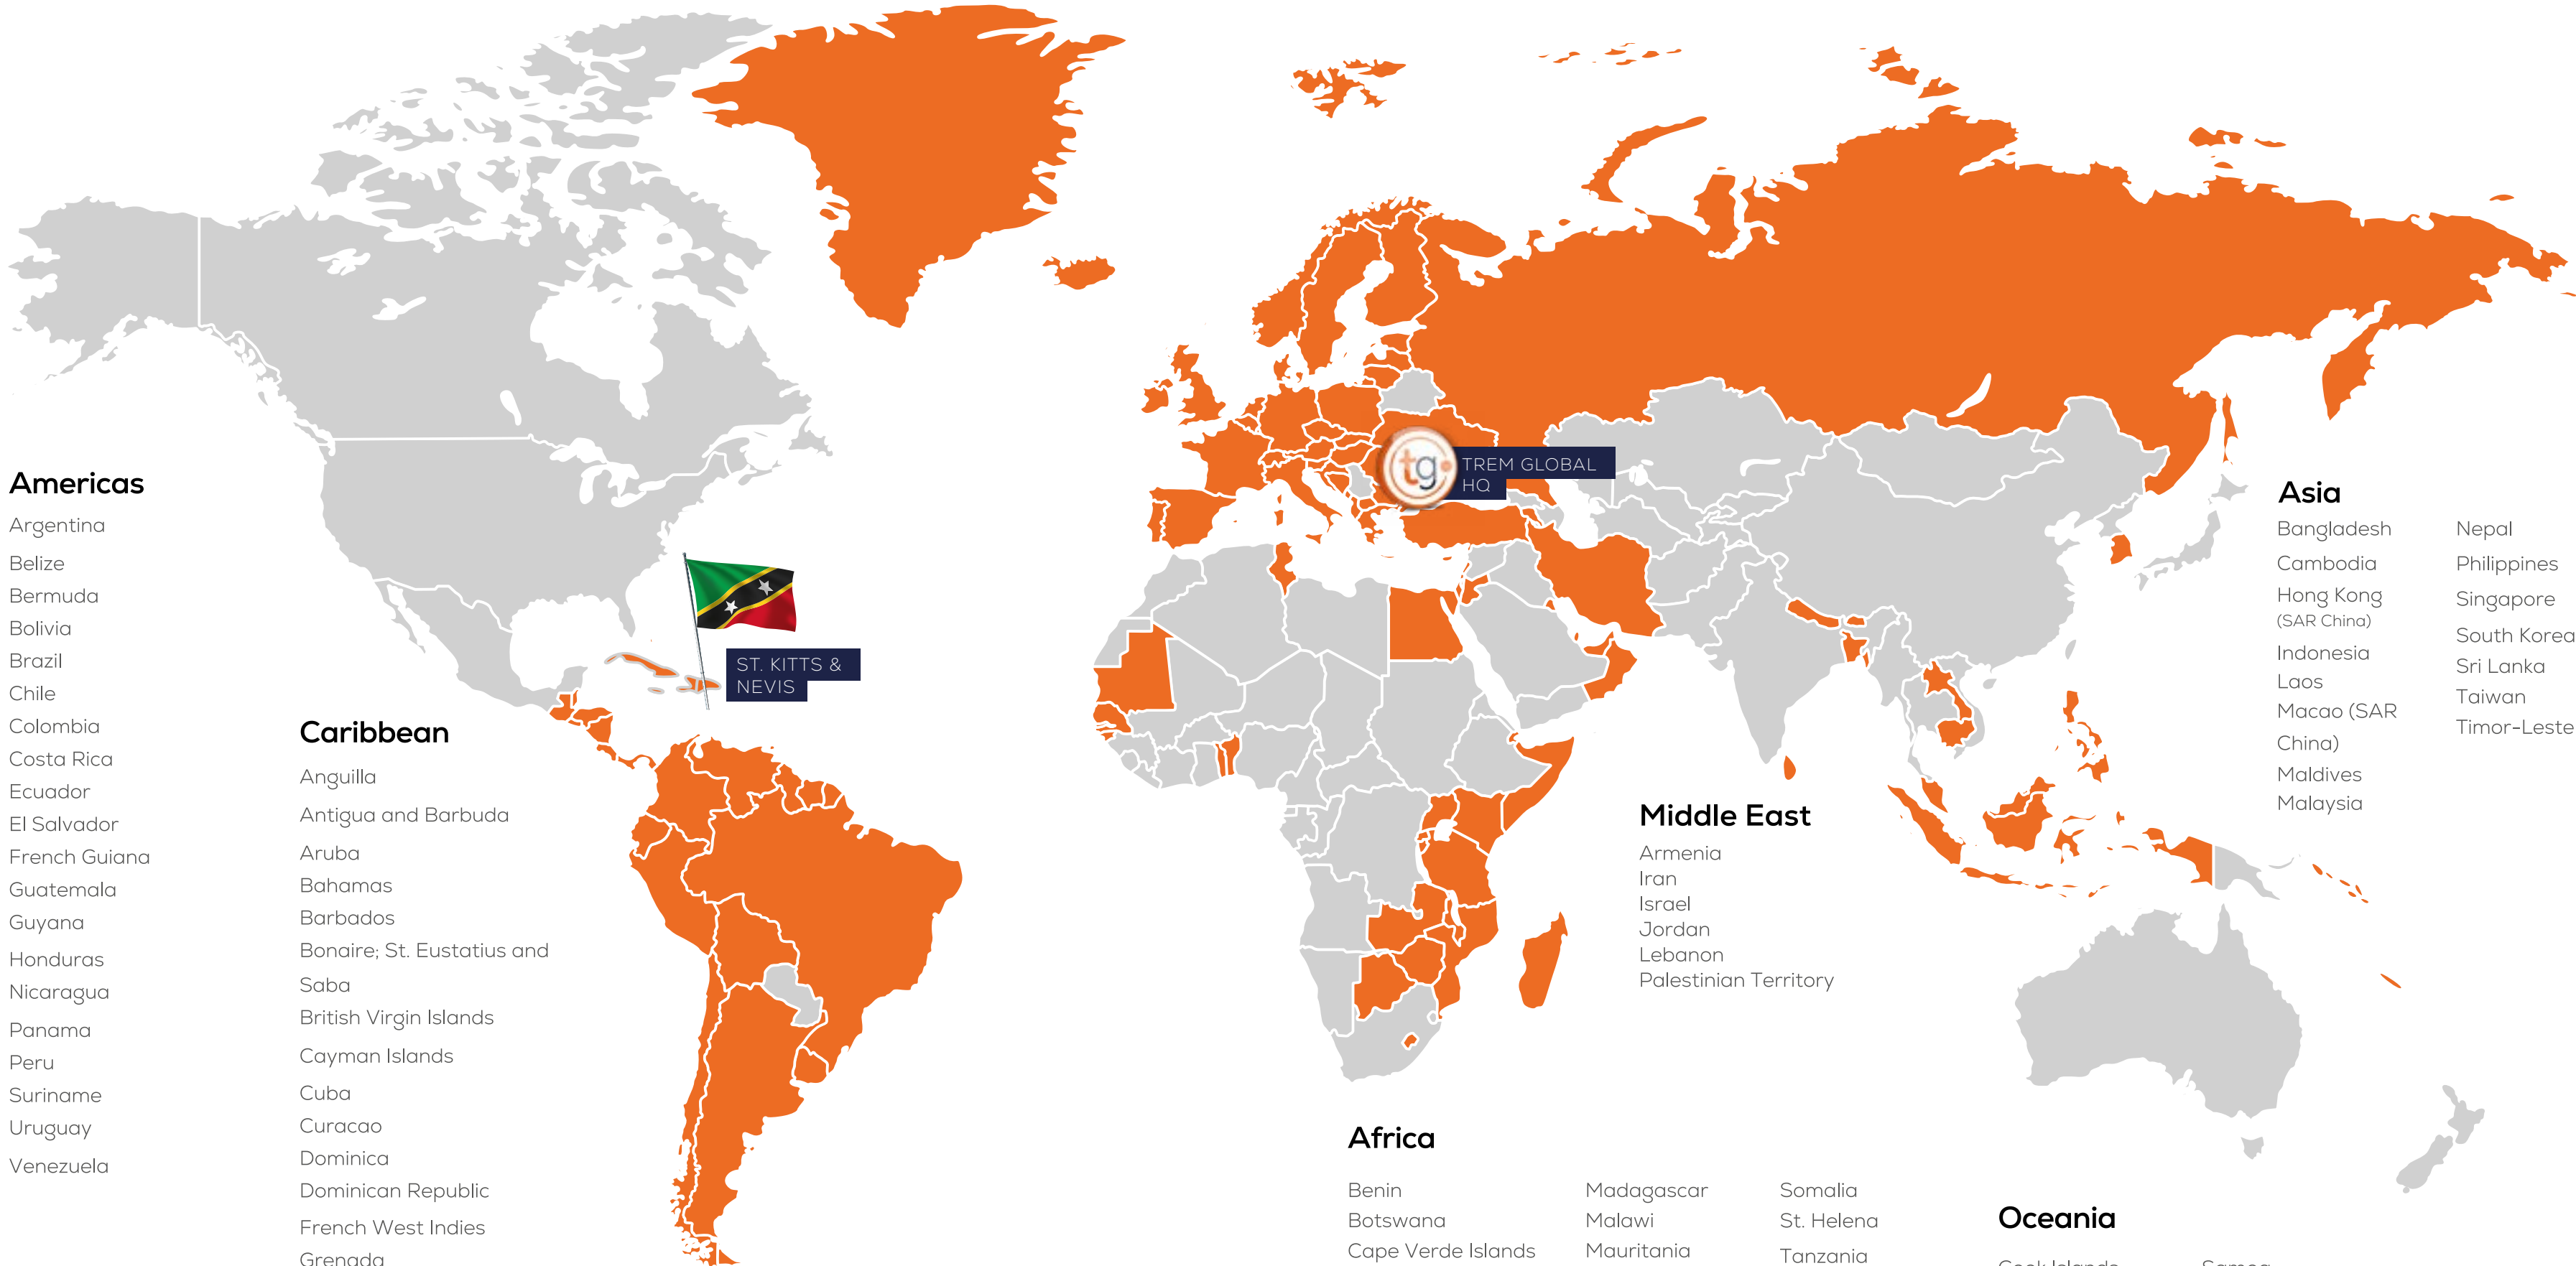 tg
TREM GLOBAL
HQ
ST. KITTS &
NEVIS
Americas
Argentina
Belize
Bermuda
Bolivia
Brazil
Chile
Colombia
Costa Rica
Ecuador
El Salvador
French Guiana
Guatemala
Guyana
Honduras
Nicaragua
Panama
Peru
Suriname
Uruguay
Venezuela
Caribbean
Anguilla
Antigua and Barbuda
Aruba
Bahamas
Barbados
Bonaire; St. Eustatius and
Saba
British Virgin Islands
Cayman Islands
Cuba
Curacao
Dominica
Dominican Republic
French West Indies
Grenada
Middle East
Armenia
Iran
Israel
Jordan
Lebanon
Palestinian Territory
Asia
Bangladesh
Cambodia
Hong Kong
(SAR China)
Indonesia
Laos
Macao (SAR
China)
Maldives
Malaysia
Nepal
Philippines
Singapore
South Korea
Sri Lanka
Taiwan
Timor-Leste
Africa
Benin
Botswana
Cape Verde Islands
Madagascar
Malawi
Mauritania
Somalia
St. Helena
Tanzania
Oceania
Cook Islands
Samoa